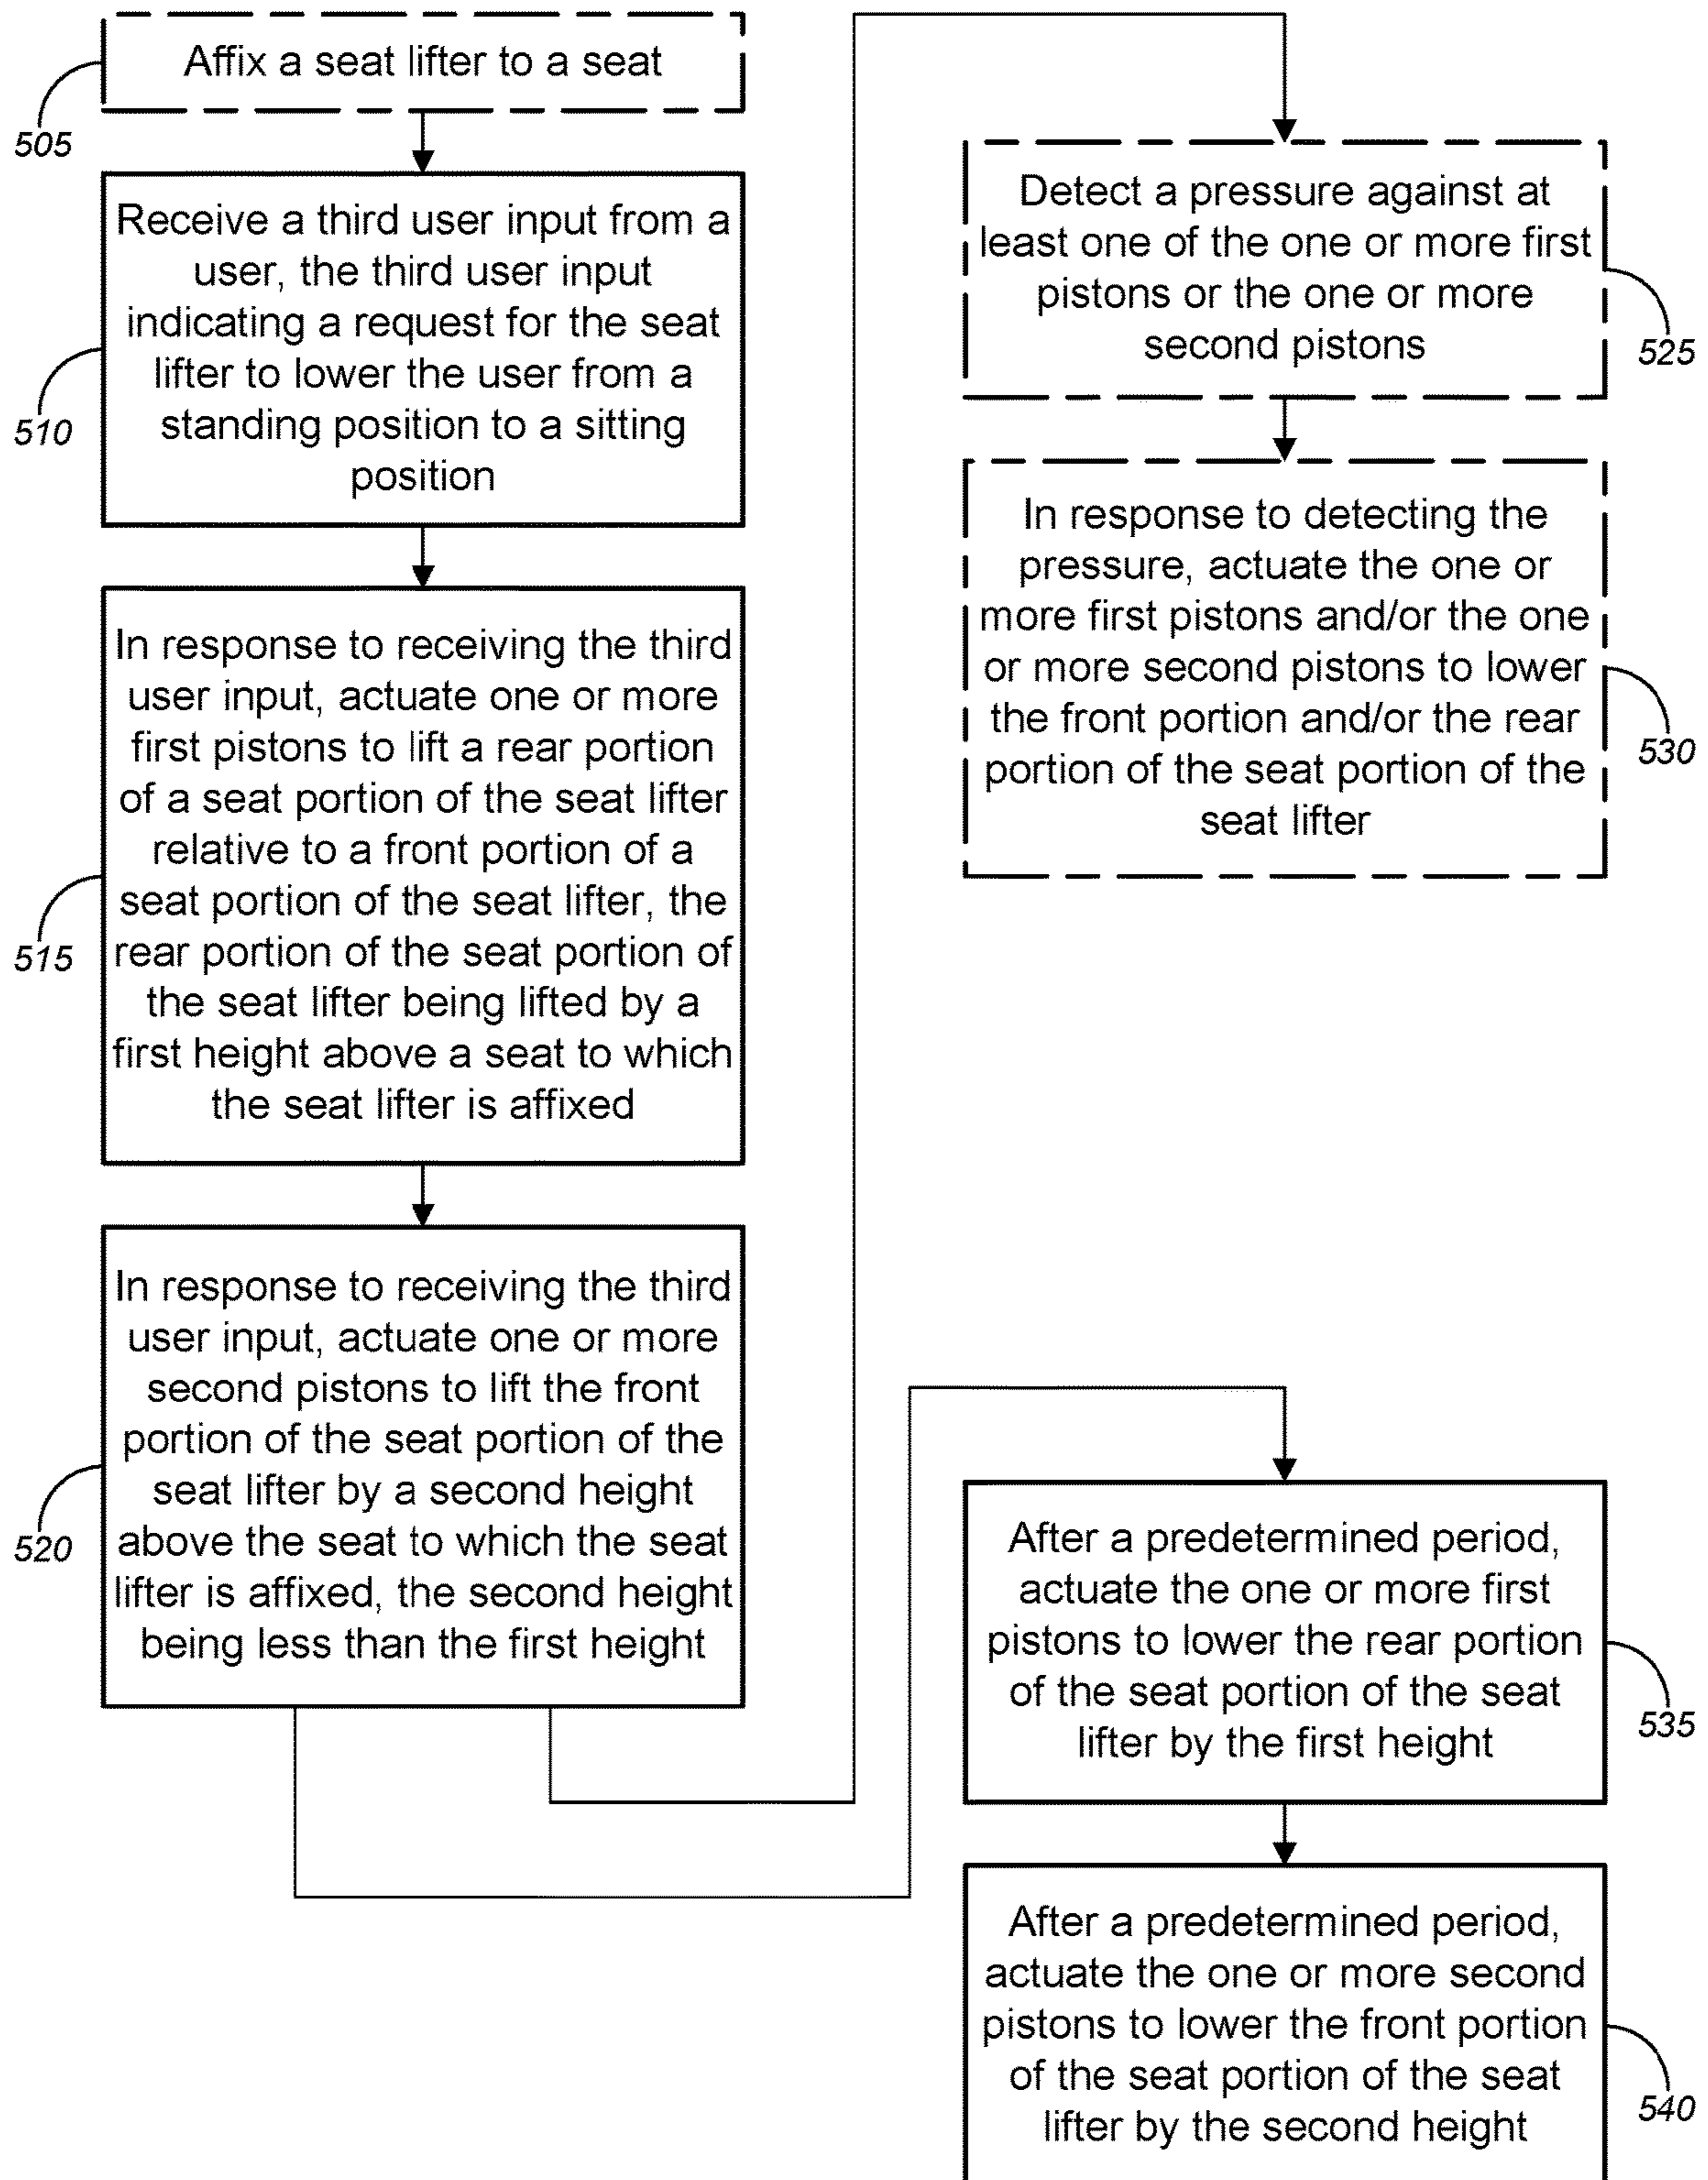 Affix a seat lifter to a seat
505
Receive a third user input from a
user, the third user input
indicating a request for the seat
lifter to lower the user from a
standing position to a sitting
position
510
In response to receiving the third
user input, actuate one or more
first pistons to lift a rear portion
of a seat portion of the seat lifter
relative to a front portion of a
seat portion of the seat lifter, the
rear portion of the seat portion of
the seat lifter being lifted by a
first height above a seat to which
the seat lifter is affixed
515
In response to receiving the third
user input, actuate one or more
second pistons to lift the front
portion of the seat portion of the
seat lifter by a second height
above the seat to which the seat
lifter is affixed, the second height
being less than the first height
520
Detect a pressure against at
least one of the one or more first
pistons or the one or more
second pistons
525
In response to detecting the
pressure, actuate the one or
more first pistons and/or the one
or more second pistons to lower
the front portion and/or the rear
portion of the seat portion of the
seat lifter
530
After a predetermined period,
actuate the one or more first
pistons to lower the rear portion
of the seat portion of the seat
lifter by the first height
535
After a predetermined period,
actuate the one or more second
pistons to lower the front portion
of the seat portion of the seat
lifter by the second height
540